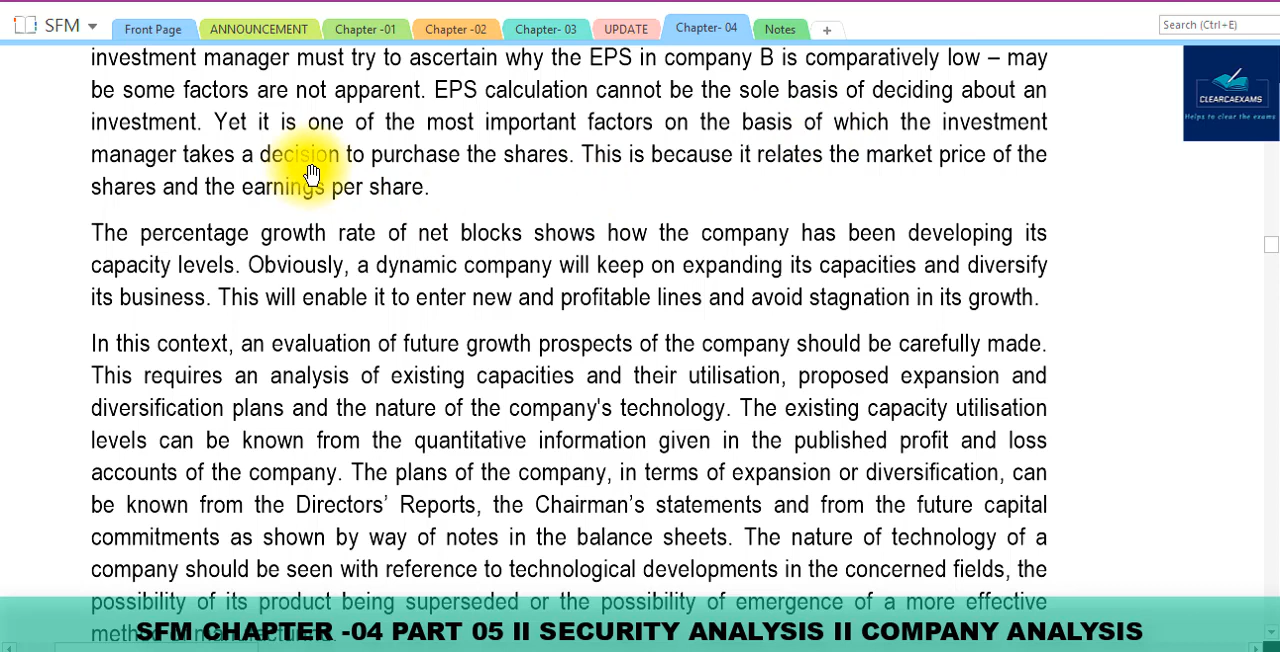 SFM
Front Page
ANNOUNCEMENT
Chapter -01
Chapter -02
Chapter- 03
UPDATE
Chapter- 04
Notes
+
Search (Ctrl+E)
CLEARCAEXAMS
Helps to clear the exams
investment manager must try to ascertain why the EPS in company B is comparatively low – may
be some factors are not apparent. EPS calculation cannot be the sole basis of deciding about an
investment. Yet it is one of the most important factors on the basis of which the investment
manager takes a decision to purchase the shares. This is because it relates the market price of the
shares and the earnings per share.
The percentage growth rate of net blocks shows how the company has been developing its
capacity levels. Obviously, a dynamic company will keep on expanding its capacities and diversify
its business. This will enable it to enter new and profitable lines and avoid stagnation in its growth.
In this context, an evaluation of future growth prospects of the company should be carefully made.
This requires an analysis of existing capacities and their utilisation, proposed expansion and
diversification plans and the nature of the company's technology. The existing capacity utilisation
levels can be known from the quantitative information given in the published profit and loss
accounts of the company. The plans of the company, in terms of expansion or diversification, can
be known from the Directors’ Reports, the Chairman’s statements and from the future capital
commitments as shown by way of notes in the balance sheets. The nature of technology of a
company should be seen with reference to technological developments in the concerned fields, the
possibility of its product being superseded or the possibility of emergence of a more effective
SFM CHAPTER -04 PART 05 II SECURITY ANALYSIS II COMPANY ANALYSIS